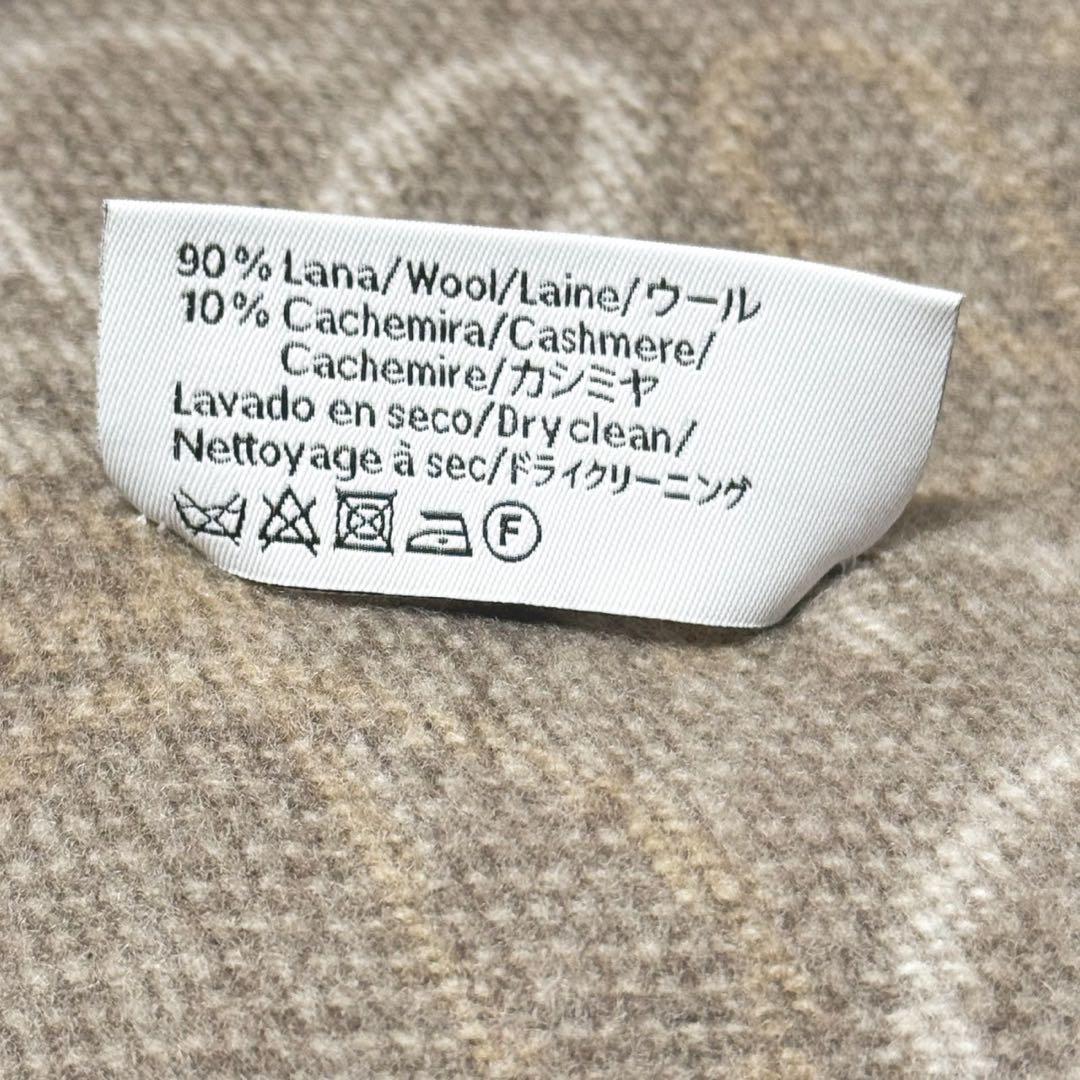 90% Lana/Wool/Laine/ウール
10% Cachemira/Cashmere/
Cachemire/カシミヤ
Lavado en seco/Dry clean/
Nettoyage à sec/ドライクリーニング
F